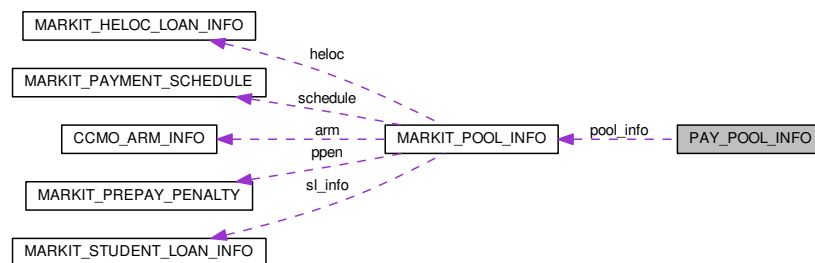 MARKIT_HELOC_LOAN_INFO
heloc
MARKIT_PAYMENT_SCHEDULE
schedule
CCMO_ARM_INFO
arm
MARKIT_POOL_INFO
pool_info
PAY_POOL_INFO
ppen
MARKIT_PREPAY_PENALTY
sl_info
MARKIT_STUDENT_LOAN_INFO